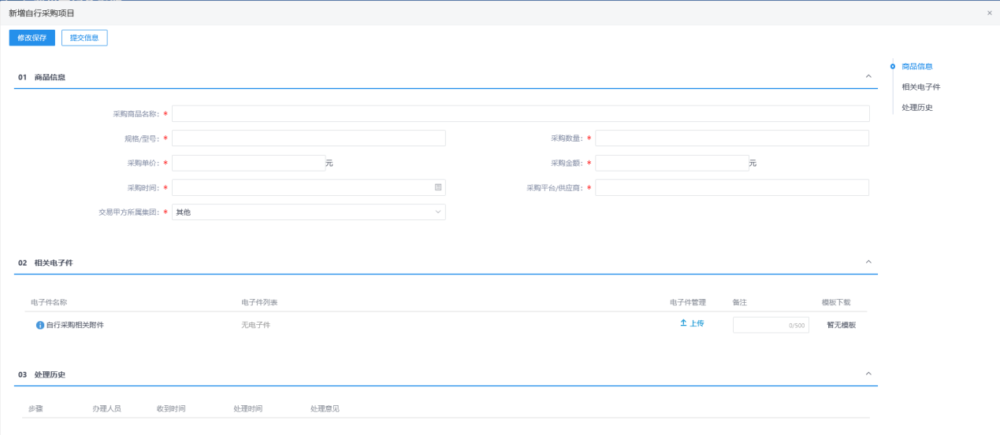 新增自行采购项目 ×
修改保存 提交信息
商品信息
01 商品信息
相关电子件
处理历史
采购商品名称: *
规格/型号: * 采购数量: *
采购单价: * 元 采购金额: * 元
采购时间: * 采购平台/供应商: *
交易甲方所属集团: * 其他
02 相关电子件
电子件名称 电子件列表 电子件管理 备注 模板下载
自行采购相关附件 无电子件 上传 0/500 暂无模板
03 处理历史
步骤 办理人员 收到时间 处理时间 处理意见